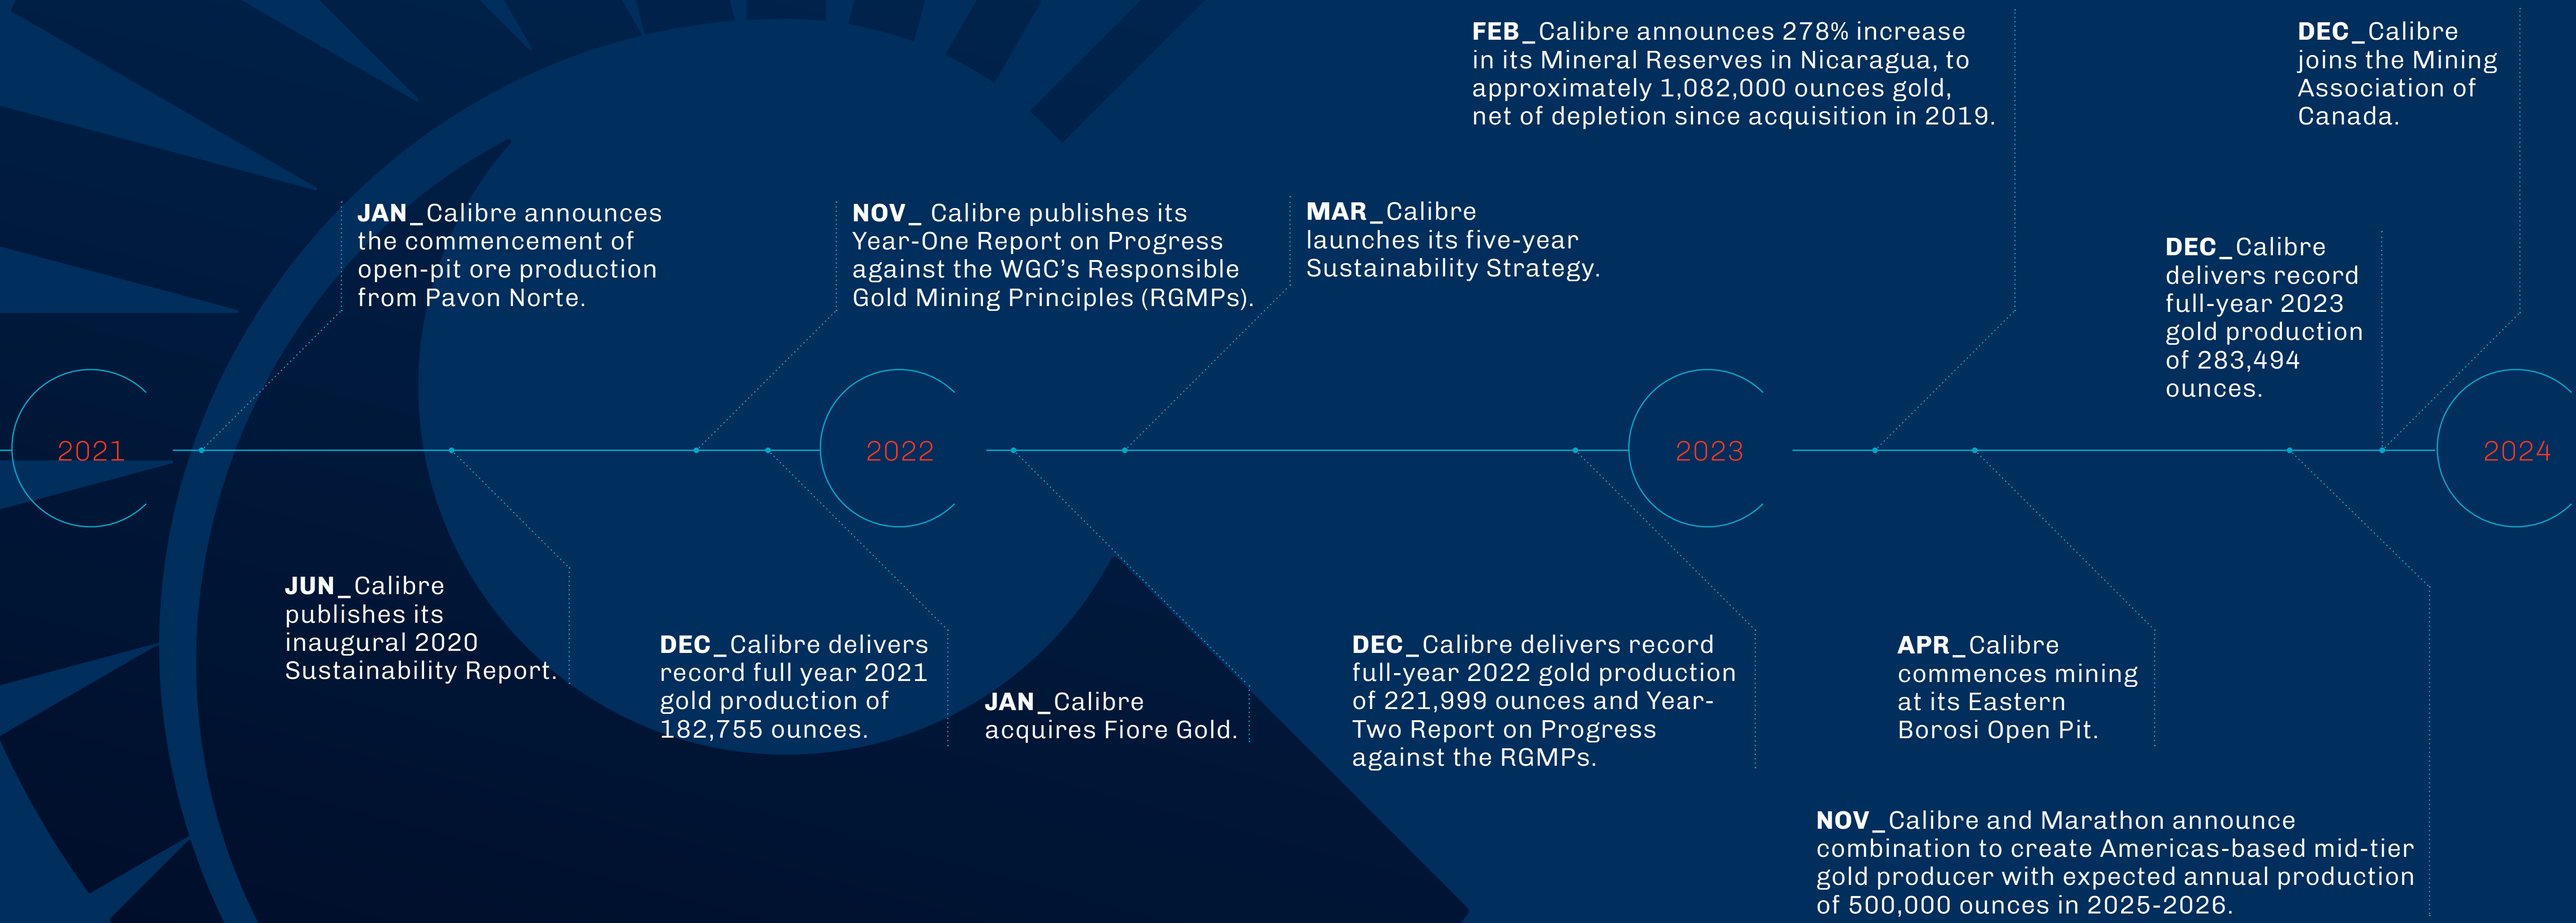 2021
JAN_Calibre announces
the commencement of
open-pit ore production
from Pavon Norte.
JUN_Calibre
publishes its
inaugural 2020
Sustainability Report.
NOV_ Calibre publishes its
Year-One Report on Progress
against the WGC’s Responsible
Gold Mining Principles (RGMPs).
DEC_Calibre delivers
record full year 2021
gold production of
182,755 ounces.
2022
JAN_Calibre
acquires Fiore Gold.
MAR_Calibre
launches its five-year
Sustainability Strategy.
DEC_Calibre delivers record
full-year 2022 gold production
of 221,999 ounces and Year-
Two Report on Progress
against the RGMPs.
2023
FEB_Calibre announces 278% increase
in its Mineral Reserves in Nicaragua, to
approximately 1,082,000 ounces gold,
net of depletion since acquisition in 2019.
APR_Calibre
commences mining
at its Eastern
Borosi Open Pit.
NOV_Calibre and Marathon announce
combination to create Americas-based mid-tier
gold producer with expected annual production
of 500,000 ounces in 2025-2026.
DEC_Calibre
delivers record
full-year 2023
gold production
of 283,494
ounces.
DEC_Calibre
joins the Mining
Association of
Canada.
2024